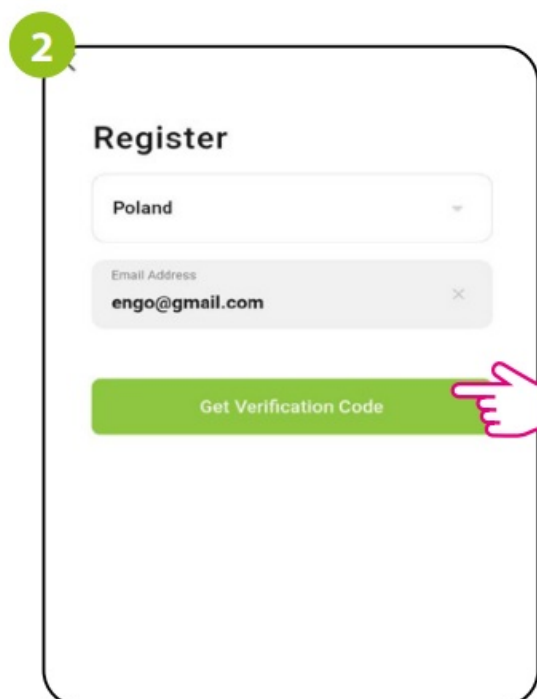 2
Register
Poland
Email Address
engo@gmail.com
Get Verification Code